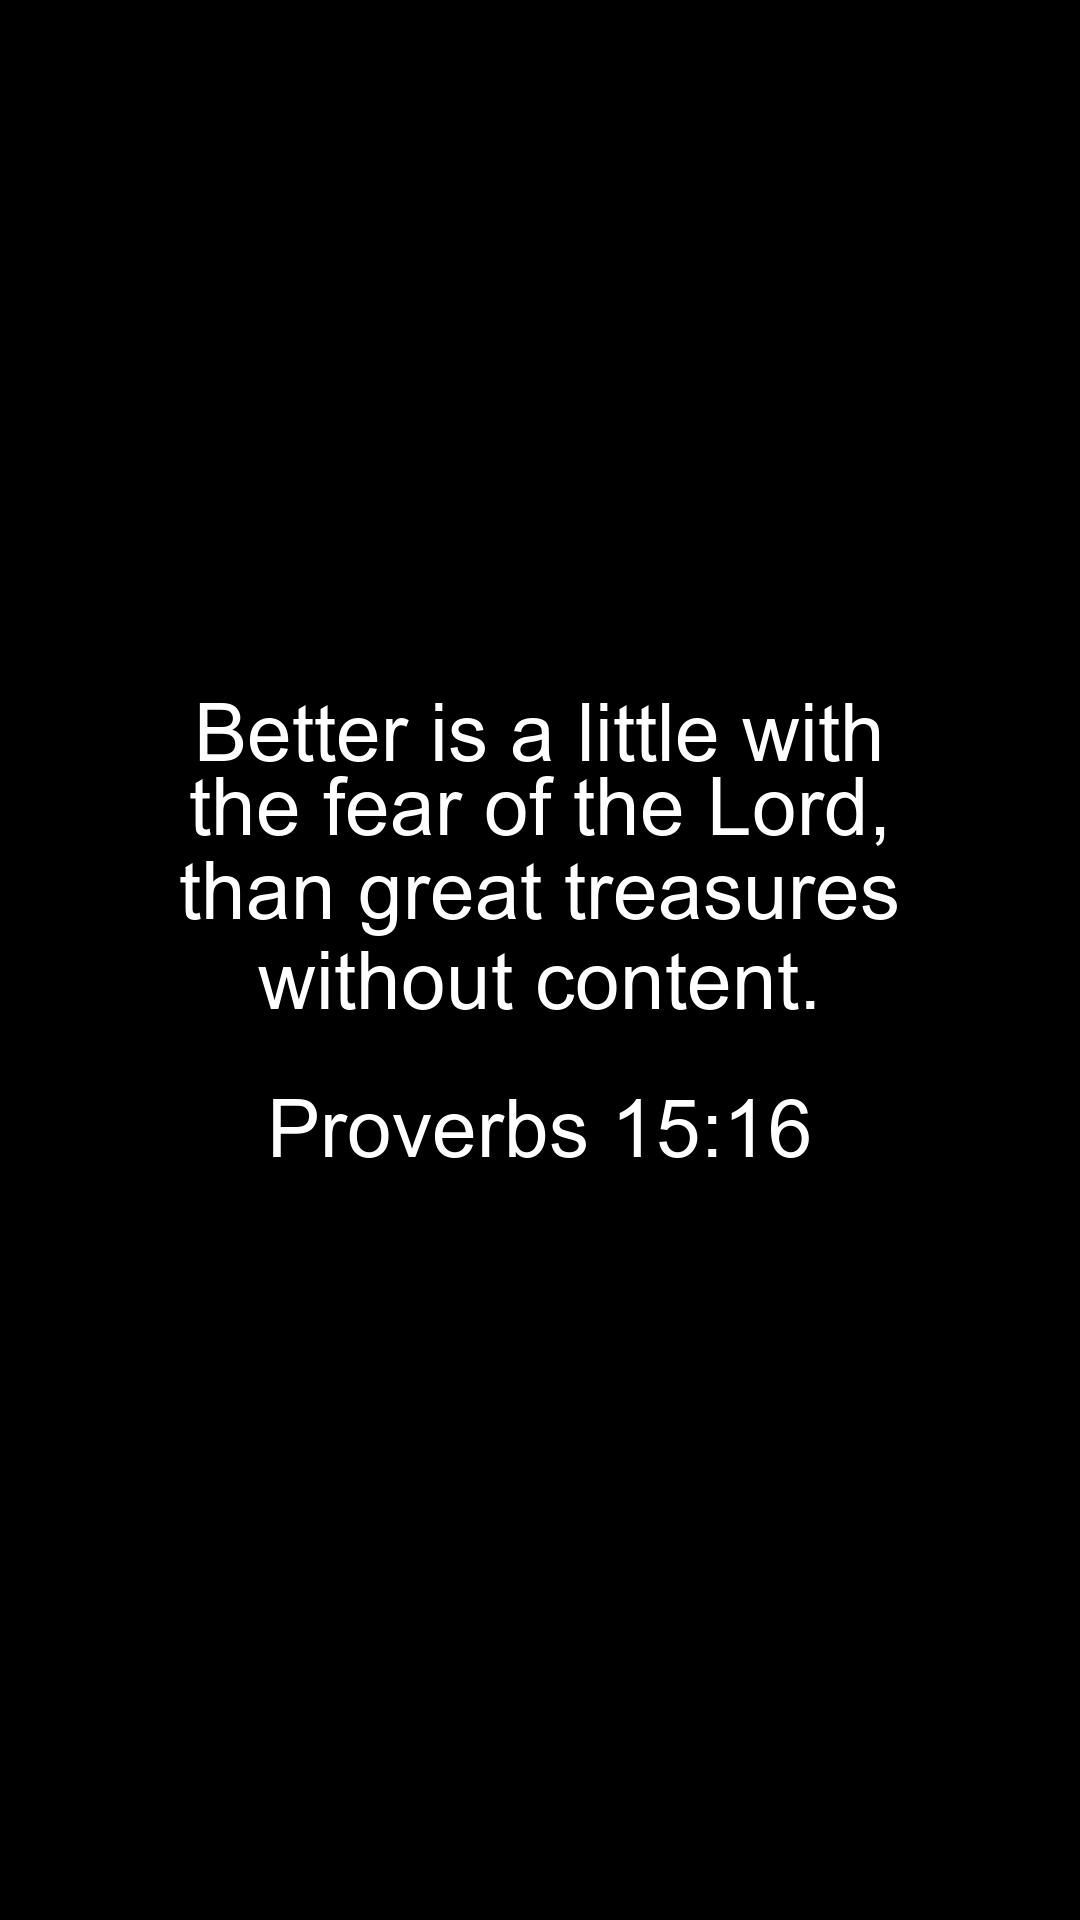 Better is a little with
the fear of the Lord,
than great treasures
without content.
Proverbs 15:16